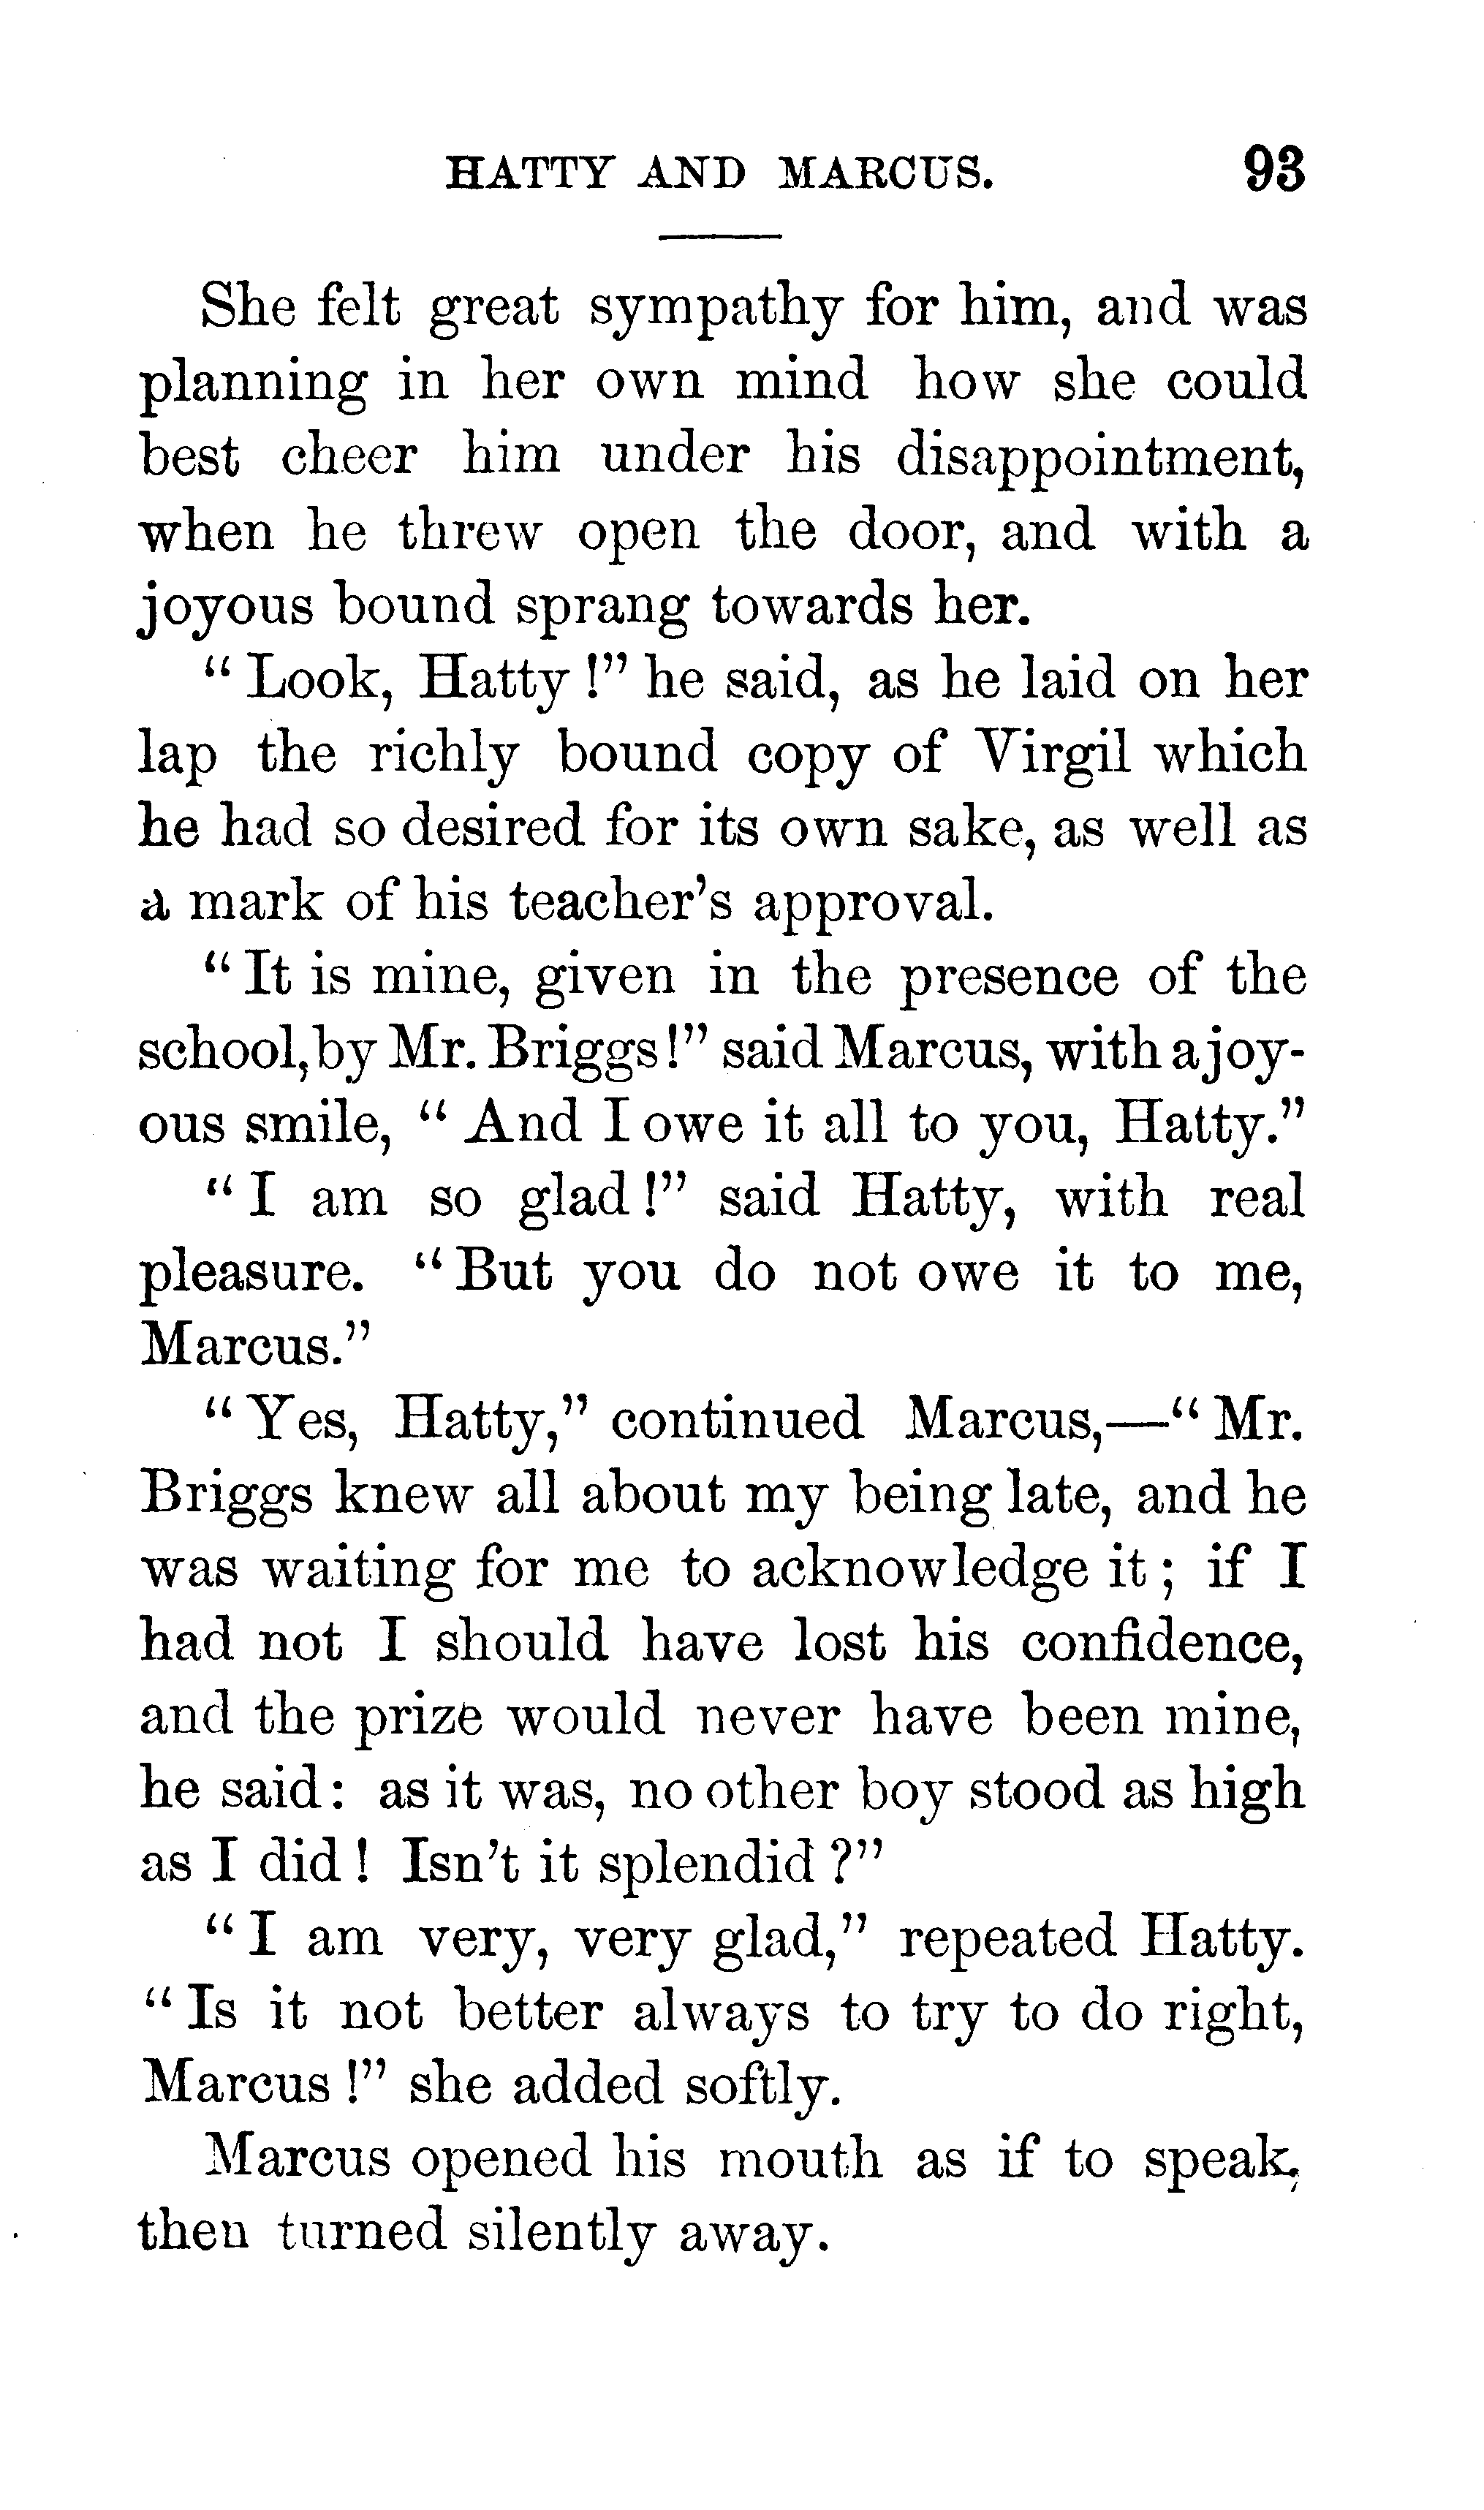 HATTY AND MARCUS. 93
She felt great sympathy for him, and was
planning in her own mind how she could
best cheer him under his disappointment,
when he threw open the door, and with a
joyous bound sprang towards her.
“Look, Hatty!” he said, as he laid on her
lap the richly bound copy of Virgil which
he had so desired for its own sake, as well as
a mark of his teacher's approval.
“It is mine, given in the presence of the
school, by Mr. Briggs!” said Marcus, with a joy-
ous smile, “And I owe it all to you, Hatty.”
“I am so glad!” said Hatty, with real
pleasure. “But you do not owe it to me,
Marcus.”
“Yes, Hatty,” continued Marcus,—“Mr.
Briggs knew all about my being late, and he
was waiting for me to acknowledge it; if I
had not I should have lost his confidence,
and the prize would never have been mine,
he said: as it was, no other boy stood as high
as I did! Isn't it splendid?”
“I am very, very glad,” repeated Hatty.
“Is it not better always to try to do right,
Marcus!” she added softly.
Marcus opened his mouth as if to speak,
then turned silently away.